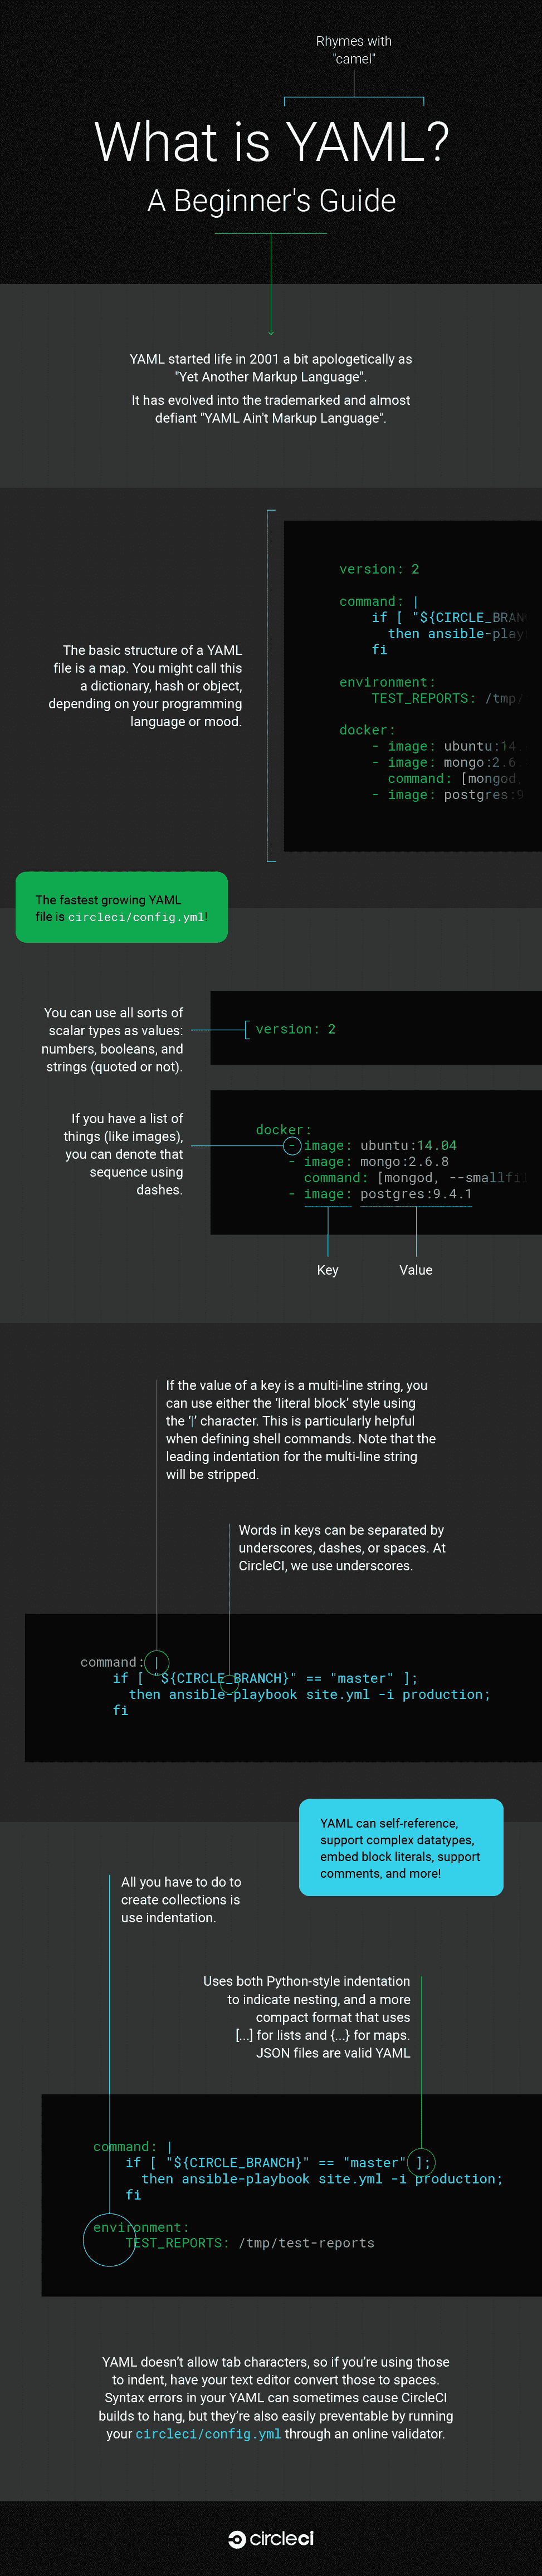 Rhymes with
"camel"
What is YAML?
A Beginner's Guide
YAML started life in 2001 a bit apologetically as
"Yet Another Markup Language".
It has evolved into the trademarked and almost
defiant "YAML Ain't Markup Language".
The basic structure of a YAML
file is a map. You might call this
a dictionary, hash or object,
depending on your programming
language or mood.
version: 2
command: |
if [ "${CIRCLE_BRAN
then ansible-play
fi
environment:
TEST_REPORTS: /tmp/
docker:
- image: ubuntu:14.
- image: mongo:2.6.
command: [mongod,
- image: postgres:9
The fastest growing YAML
file is circleci/config.yml!
You can use all sorts of
scalar types as values:
numbers, booleans, and
strings (quoted or not).
version: 2
If you have a list of
things (like images),
you can denote that
sequence using
dashes.
docker:
- image: ubuntu:14.04
- image: mongo:2.6.8
command: [mongod, --smallfil
- image: postgres:9.4.1
Key
Value
If the value of a key is a multi-line string, you
can use either the ‘literal block’ style using
the ‘|’ character. This is particularly helpful
when defining shell commands. Note that the
leading indentation for the multi-line string
will be stripped.
Words in keys can be separated by
underscores, dashes, or spaces. At
CircleCI, we use underscores.
command: |
if [ "${CIRCLE_BRANCH}" == "master" ];
then ansible-playbook site.yml -i production;
fi
YAML can self-reference,
support complex datatypes,
embed block literals, support
comments, and more!
All you have to do to
create collections is
use indentation.
Uses both Python-style indentation
to indicate nesting, and a more
compact format that uses
[...] for lists and {...} for maps.
JSON files are valid YAML
command: |
if [ "${CIRCLE_BRANCH}" == "master" ];
then ansible-playbook site.yml -i production;
fi
environment:
TEST_REPORTS: /tmp/test-reports
YAML doesn’t allow tab characters, so if you’re using those
to indent, have your text editor convert those to spaces.
Syntax errors in your YAML can sometimes cause CircleCI
builds to hang, but they’re also easily preventable by running
your circleci/config.yml through an online validator.
circleci